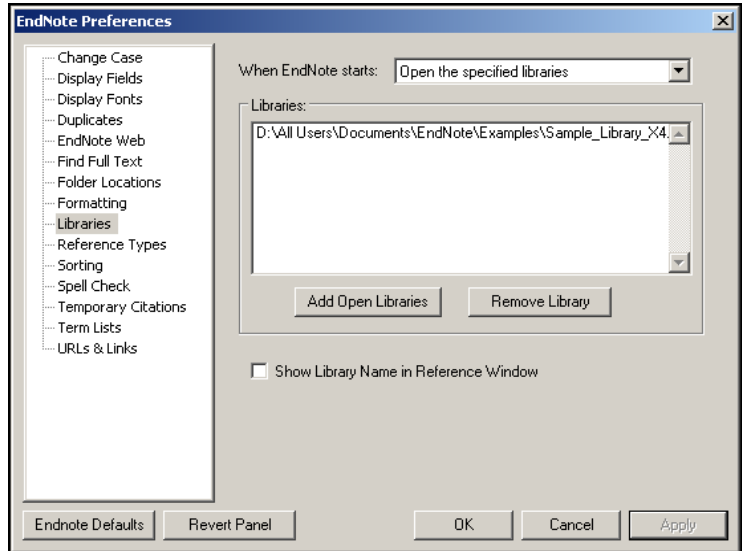 EndNote Preferences
Change Case
Display Fields
Display Fonts
Duplicates
EndNote Web
Find Full Text
Folder Locations
Formatting
Libraries
Reference Types
Sorting
Spell Check
Temporary Citations
Term Lists
URLs & Links
When EndNote starts: Open the specified libraries
Libraries:
D:\All Users\Documents\EndNote\Examples\Sample_Library_X4.
Add Open Libraries Remove Library
Show Library Name in Reference Window
Endnote Defaults Revert Panel OK Cancel Apply